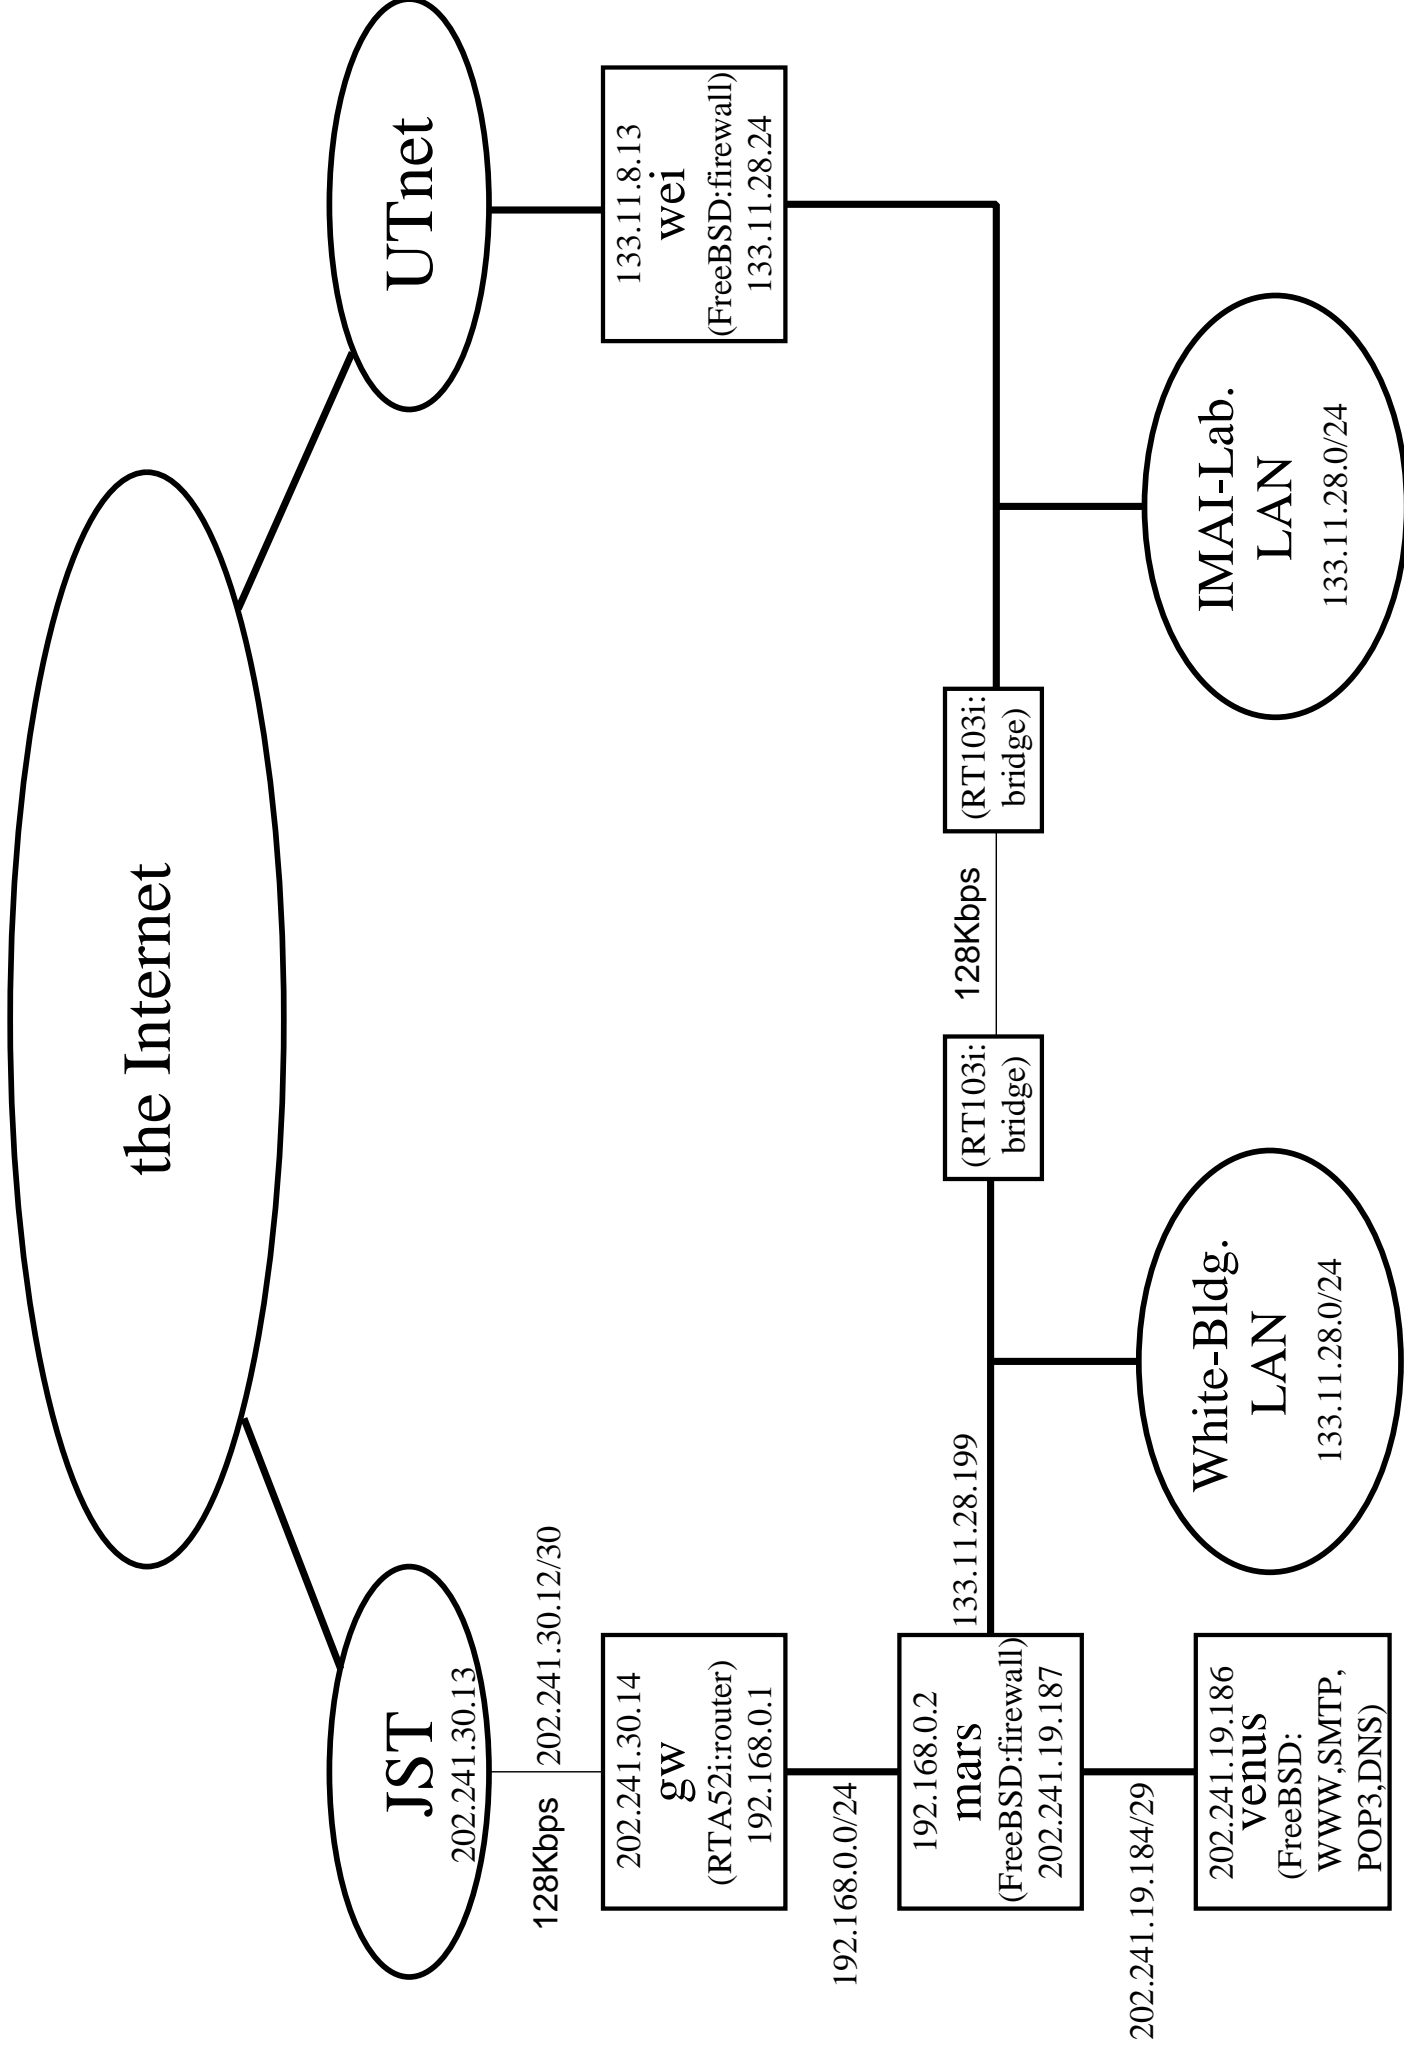 the Internet
JST
202.241.30.13
UTnet
128Kbps
202.241.30.12/30
202.241.30.14
gw
(RTA52i:router)
192.168.0.1
133.11.8.13
wei
(FreeBSD:firewall)
133.11.28.24
192.168.0.0/24
192.168.0.2
mars
(FreeBSD:firewall)
202.241.19.187
133.11.28.199
(RT103i:
bridge)
128Kbps
(RT103i:
bridge)
202.241.19.184/29
202.241.19.186
venus
(FreeBSD:
WWW,SMTP,
POP3,DNS)
White-Bldg.
LAN
133.11.28.0/24
IMAI-Lab.
LAN
133.11.28.0/24